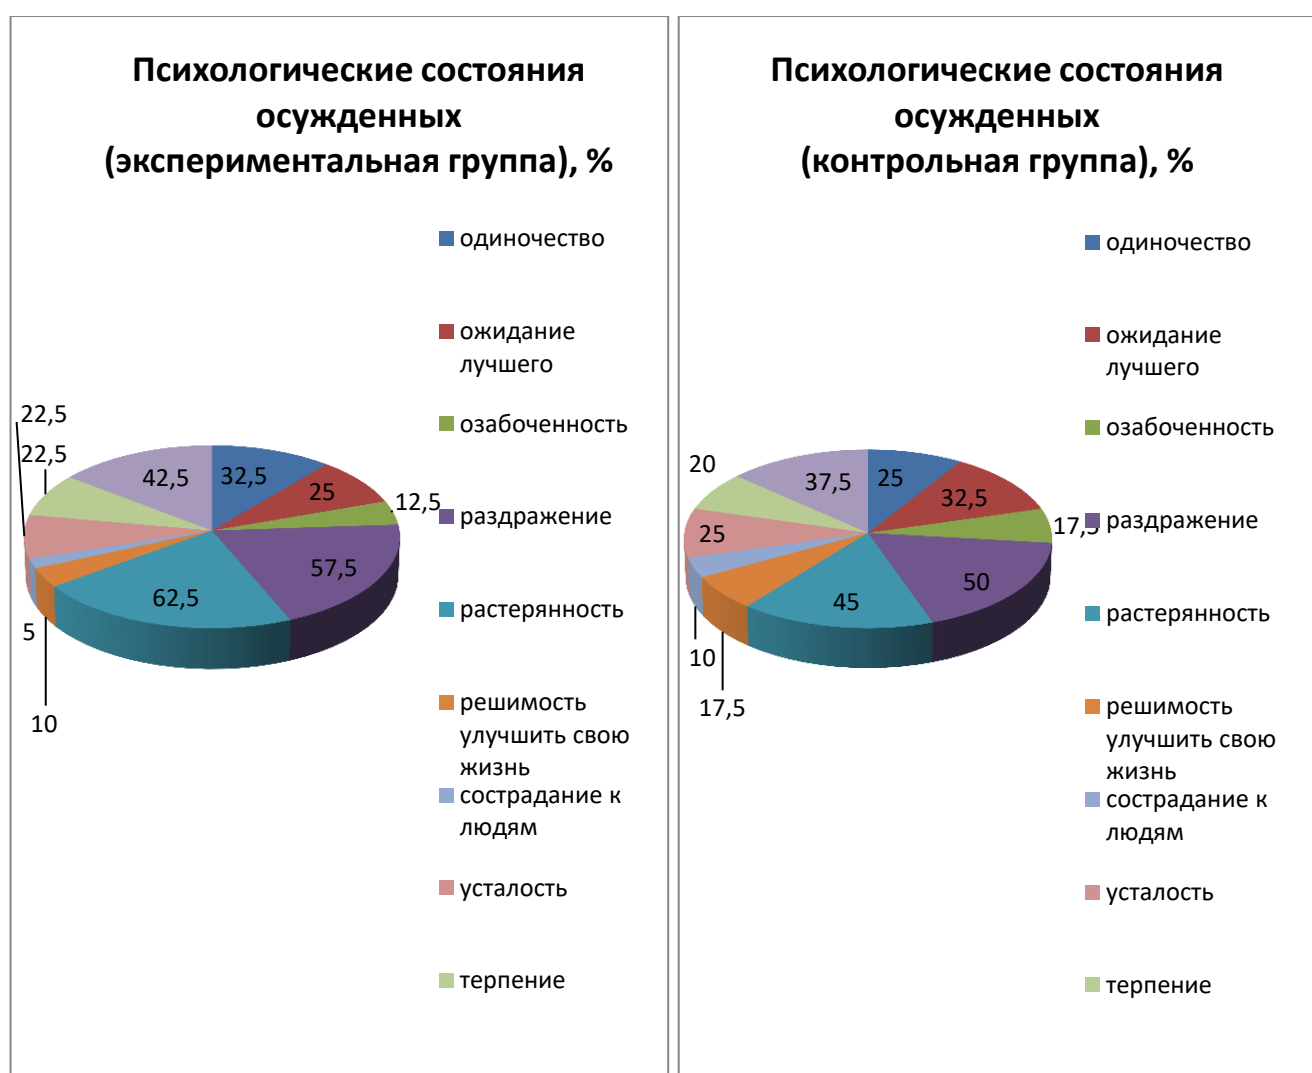 Психологические состояния
осужденных
(экспериментальная группа), %
одиночество
ожидание
лучшего
озабоченность
раздражение
растерянность
решимость
улучшить свою
жизнь
сострадание к
людям
усталость
терпение
22,5
22,5
42,5
32,5
25
12,5
57,5
62,5
5
10
Психологические состояния
осужденных
(контрольная группа), %
одиночество
ожидание
лучшего
озабоченность
раздражение
растерянность
решимость
улучшить свою
жизнь
сострадание к
людям
усталость
терпение
20
37,5
25
32,5
17,5
25
50
45
10
17,5